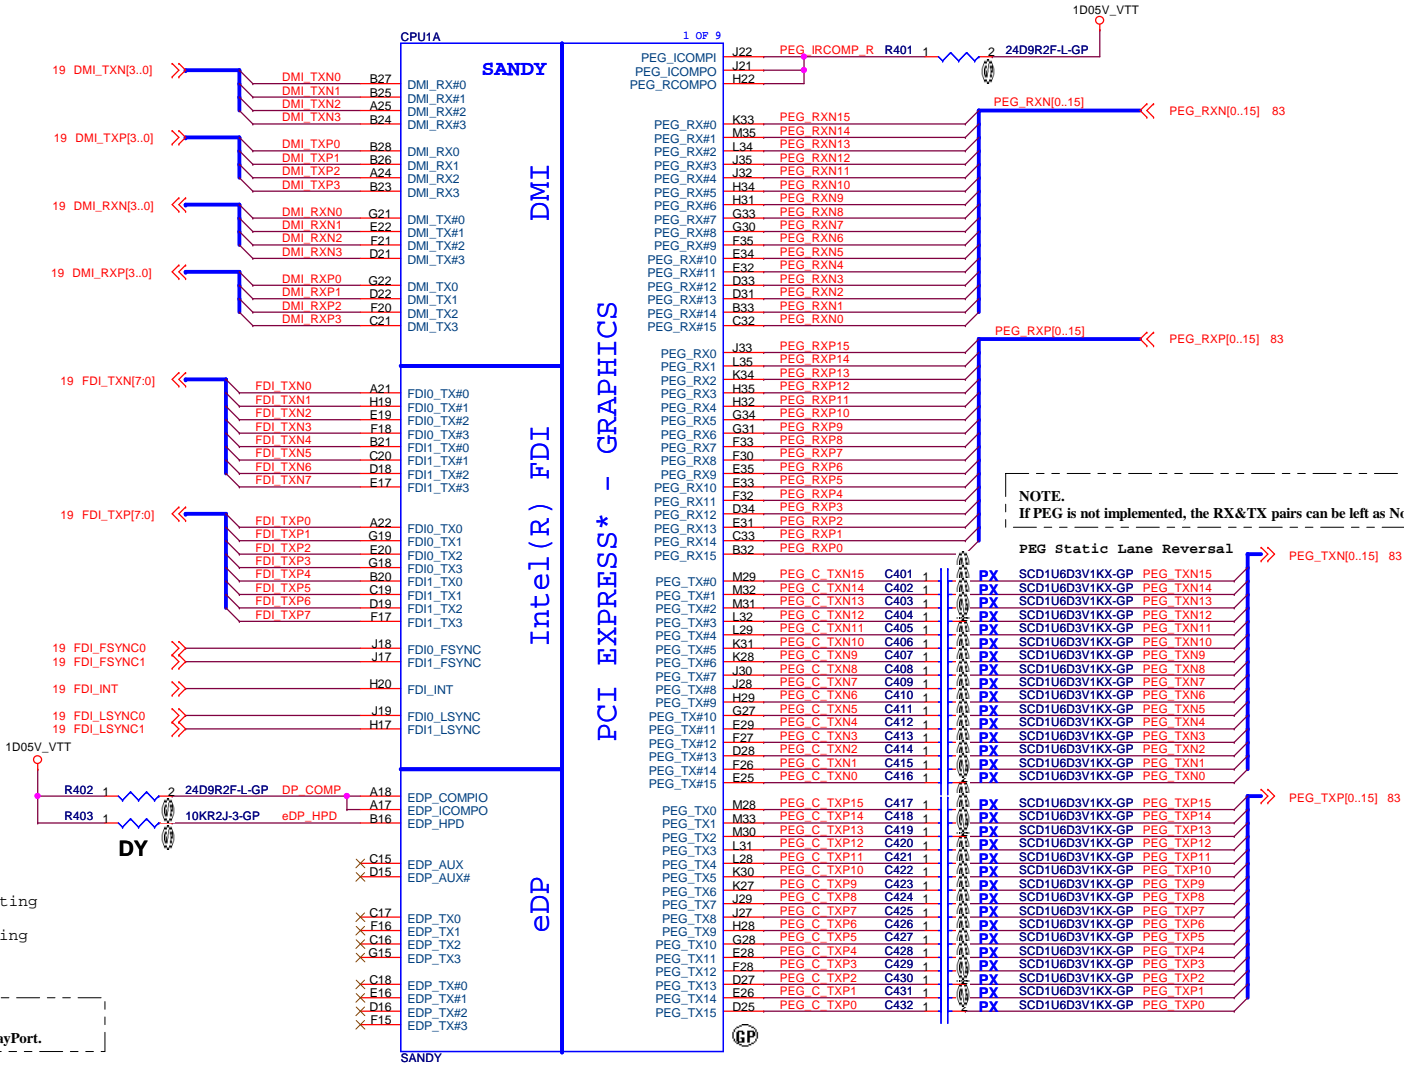 1D05V_VTT
CPU1A
1 OF 9
SANDY
DMI
Intel(R) FDI
eDP
PCI EXPRESS* - GRAPHICS
19 DMI_TXN[3..0]
DMI_TXN0 B27 DMI_RX#0
DMI_TXN1 B25 DMI_RX#1
DMI_TXN2 A25 DMI_RX#2
DMI_TXN3 B24 DMI_RX#3
19 DMI_TXP[3..0]
DMI_TXP0 B28 DMI_RX0
DMI_TXP1 B26 DMI_RX1
DMI_TXP2 A24 DMI_RX2
DMI_TXP3 B23 DMI_RX3
19 DMI_RXN[3..0]
DMI_RXN0 G21 DMI_TX#0
DMI_RXN1 E22 DMI_TX#1
DMI_RXN2 F21 DMI_TX#2
DMI_RXN3 D21 DMI_TX#3
19 DMI_RXP[3..0]
DMI_RXP0 G22 DMI_TX0
DMI_RXP1 D22 DMI_TX1
DMI_RXP2 F20 DMI_TX2
DMI_RXP3 C21 DMI_TX3
19 FDI_TXN[7:0]
FDI_TXN0 A21 FDI0_TX#0
FDI_TXN1 H19 FDI0_TX#1
FDI_TXN2 E19 FDI0_TX#2
FDI_TXN3 F18 FDI0_TX#3
FDI_TXN4 B21 FDI1_TX#0
FDI_TXN5 C20 FDI1_TX#1
FDI_TXN6 D18 FDI1_TX#2
FDI_TXN7 E17 FDI1_TX#3
19 FDI_TXP[7:0]
FDI_TXP0 A22 FDI0_TX0
FDI_TXP1 G19 FDI0_TX1
FDI_TXP2 E20 FDI0_TX2
FDI_TXP3 G18 FDI0_TX3
FDI_TXP4 B20 FDI1_TX0
FDI_TXP5 C19 FDI1_TX1
FDI_TXP6 D19 FDI1_TX2
FDI_TXP7 F17 FDI1_TX3
19 FDI_FSYNC0 J18 FDI0_FSYNC
19 FDI_FSYNC1 J17 FDI1_FSYNC
19 FDI_INT H20 FDI_INT
19 FDI_LSYNC0 J19 FDI0_LSYNC
19 FDI_LSYNC1 H17 FDI1_LSYNC
1D05V_VTT
R402 1 2 24D9R2F-L-GP DP_COMP A18 EDP_COMPIO
A17 EDP_ICOMPO
R403 1 2 10KR2J-3-GP eDP_HPD B16 EDP_HPD
DY
C15 EDP_AUX
D15 EDP_AUX#
C17 EDP_TX0
F16 EDP_TX1
C16 EDP_TX2
G15 EDP_TX3
C18 EDP_TX#0
E16 EDP_TX#1
D16 EDP_TX#2
F15 EDP_TX#3
SANDY
ting
ing
ayPort.
PEG_ICOMPI J22 PEG_IRCOMP_R R401 1 2 24D9R2F-L-GP
PEG_ICOMPO J21
PEG_RCOMPO H22
PEG_RXN[0..15] PEG_RXN[0..15] 83
PEG_RX#0 K33 PEG_RXN15
PEG_RX#1 M35 PEG_RXN14
PEG_RX#2 L34 PEG_RXN13
PEG_RX#3 J35 PEG_RXN12
PEG_RX#4 J32 PEG_RXN11
PEG_RX#5 H34 PEG_RXN10
PEG_RX#6 H31 PEG_RXN9
PEG_RX#7 G33 PEG_RXN8
PEG_RX#8 G30 PEG_RXN7
PEG_RX#9 F35 PEG_RXN6
PEG_RX#10 E34 PEG_RXN5
PEG_RX#11 E32 PEG_RXN4
PEG_RX#12 D33 PEG_RXN3
PEG_RX#13 D31 PEG_RXN2
PEG_RX#14 B33 PEG_RXN1
PEG_RX#15 C32 PEG_RXN0
PEG_RXP[0..15] PEG_RXP[0..15] 83
PEG_RX0 J33 PEG_RXP15
PEG_RX1 L35 PEG_RXP14
PEG_RX2 K34 PEG_RXP13
PEG_RX3 H35 PEG_RXP12
PEG_RX4 H32 PEG_RXP11
PEG_RX5 G34 PEG_RXP10
PEG_RX6 G31 PEG_RXP9
PEG_RX7 F33 PEG_RXP8
PEG_RX8 F30 PEG_RXP7
PEG_RX9 E35 PEG_RXP6
PEG_RX10 E33 PEG_RXP5
PEG_RX11 F32 PEG_RXP4
PEG_RX12 D34 PEG_RXP3
PEG_RX13 E31 PEG_RXP2
PEG_RX14 C33 PEG_RXP1
PEG_RX15 B32 PEG_RXP0
NOTE.
If PEG is not implemented, the RX&TX pairs can be left as No
PEG Static Lane Reversal
PEG_TXN[0..15] 83
PEG_TX#0 M29 PEG_C_TXN15 C401 1 PX SCD1U6D3V1KX-GP PEG_TXN15
PEG_TX#1 M32 PEG_C_TXN14 C402 1 PX SCD1U6D3V1KX-GP PEG_TXN14
PEG_TX#2 M31 PEG_C_TXN13 C403 1 PX SCD1U6D3V1KX-GP PEG_TXN13
PEG_TX#3 L32 PEG_C_TXN12 C404 1 PX SCD1U6D3V1KX-GP PEG_TXN12
PEG_TX#4 L29 PEG_C_TXN11 C405 1 PX SCD1U6D3V1KX-GP PEG_TXN11
PEG_TX#5 K31 PEG_C_TXN10 C406 1 PX SCD1U6D3V1KX-GP PEG_TXN10
PEG_TX#6 K28 PEG_C_TXN9 C407 1 PX SCD1U6D3V1KX-GP PEG_TXN9
PEG_TX#7 J30 PEG_C_TXN8 C408 1 PX SCD1U6D3V1KX-GP PEG_TXN8
PEG_TX#8 J28 PEG_C_TXN7 C409 1 PX SCD1U6D3V1KX-GP PEG_TXN7
PEG_TX#9 H29 PEG_C_TXN6 C410 1 PX SCD1U6D3V1KX-GP PEG_TXN6
PEG_TX#10 G27 PEG_C_TXN5 C411 1 PX SCD1U6D3V1KX-GP PEG_TXN5
PEG_TX#11 E29 PEG_C_TXN4 C412 1 PX SCD1U6D3V1KX-GP PEG_TXN4
PEG_TX#12 F27 PEG_C_TXN3 C413 1 PX SCD1U6D3V1KX-GP PEG_TXN3
PEG_TX#13 D28 PEG_C_TXN2 C414 1 PX SCD1U6D3V1KX-GP PEG_TXN2
PEG_TX#14 F26 PEG_C_TXN1 C415 1 PX SCD1U6D3V1KX-GP PEG_TXN1
PEG_TX#15 E25 PEG_C_TXN0 C416 1 PX SCD1U6D3V1KX-GP PEG_TXN0
PEG_TXP[0..15] 83
PEG_TX0 M28 PEG_C_TXP15 C417 1 PX SCD1U6D3V1KX-GP PEG_TXP15
PEG_TX1 M33 PEG_C_TXP14 C418 1 PX SCD1U6D3V1KX-GP PEG_TXP14
PEG_TX2 M30 PEG_C_TXP13 C419 1 PX SCD1U6D3V1KX-GP PEG_TXP13
PEG_TX3 L31 PEG_C_TXP12 C420 1 PX SCD1U6D3V1KX-GP PEG_TXP12
PEG_TX4 L28 PEG_C_TXP11 C421 1 PX SCD1U6D3V1KX-GP PEG_TXP11
PEG_TX5 K30 PEG_C_TXP10 C422 1 PX SCD1U6D3V1KX-GP PEG_TXP10
PEG_TX6 K27 PEG_C_TXP9 C423 1 PX SCD1U6D3V1KX-GP PEG_TXP9
PEG_TX7 J29 PEG_C_TXP8 C424 1 PX SCD1U6D3V1KX-GP PEG_TXP8
PEG_TX8 J27 PEG_C_TXP7 C425 1 PX SCD1U6D3V1KX-GP PEG_TXP7
PEG_TX9 H28 PEG_C_TXP6 C426 1 PX SCD1U6D3V1KX-GP PEG_TXP6
PEG_TX10 G28 PEG_C_TXP5 C427 1 PX SCD1U6D3V1KX-GP PEG_TXP5
PEG_TX11 E28 PEG_C_TXP4 C428 1 PX SCD1U6D3V1KX-GP PEG_TXP4
PEG_TX12 F28 PEG_C_TXP3 C429 1 PX SCD1U6D3V1KX-GP PEG_TXP3
PEG_TX13 D27 PEG_C_TXP2 C430 1 PX SCD1U6D3V1KX-GP PEG_TXP2
PEG_TX14 E26 PEG_C_TXP1 C431 1 PX SCD1U6D3V1KX-GP PEG_TXP1
PEG_TX15 D25 PEG_C_TXP0 C432 1 PX SCD1U6D3V1KX-GP PEG_TXP0
GP